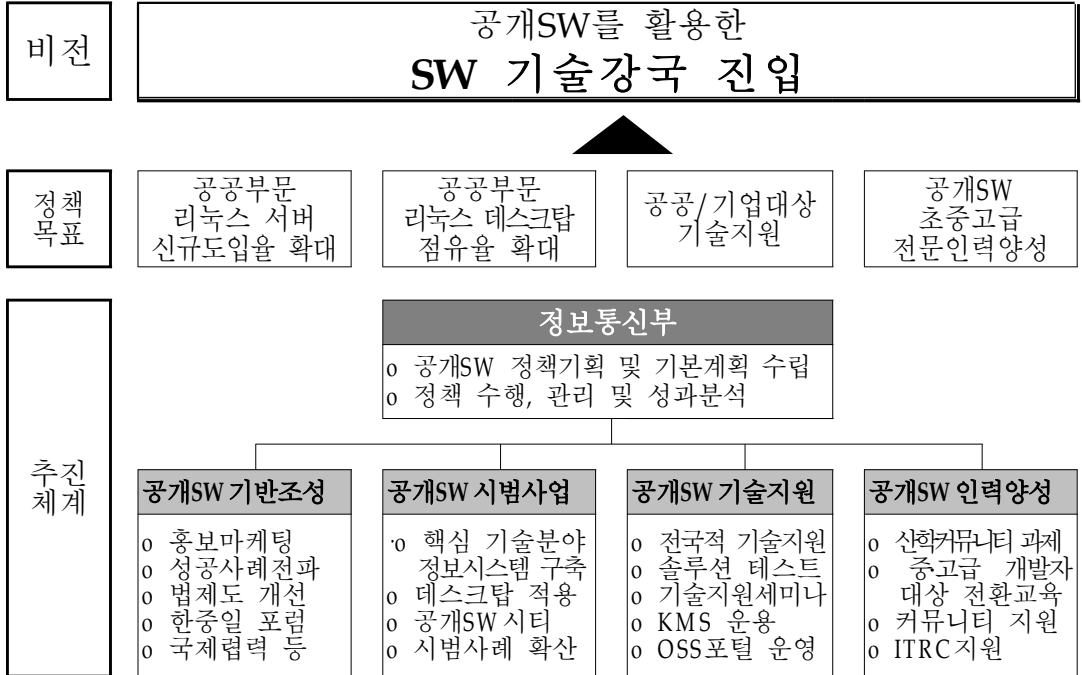 비전
공개SW를 활용한
SW 기술강국 진입
정책
목표
공공부문
리눅스 서버
신규도입율 확대
공공부문
리눅스 데스크탑
점유율 확대
공공/기업대상
기술지원
공개SW
초중고급
전문인력양성
추진
체계
정보통신부
o 공개SW 정책기획 및 기본계획 수립
o 정책 수행, 관리 및 성과분석
공개SW 기반조성
o 홍보마케팅
o 성공사례전파
o 법제도 개선
o 한중일 포럼
o 국제렵력 등
공개SW 시범사업
·o 핵심 기술분야
정보시스템 구축
o 데스크탑 적용
o 공개SW 시티
o 시범사례 확산
공개SW 기술지원
o 전국적 기술지원
o 솔루션 테스트
o 기술지원세미나
o KMS 운용
o OSS포털 운영
공개SW 인력양성
o 산학커뮤니티 과제
o 중고급 개발자
대상 전환교육
o 커뮤니티 지원
o ITRC지원